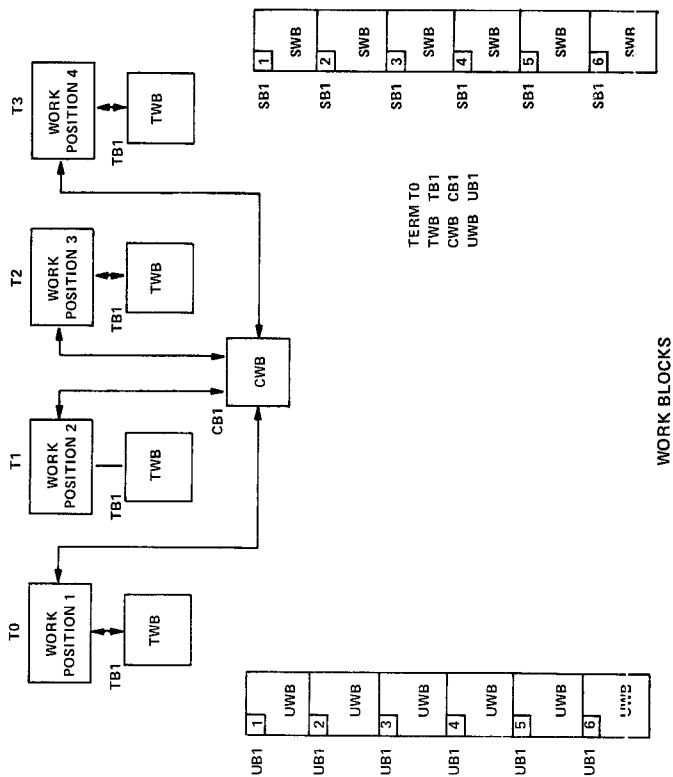 T0
T1
T2
T3
WORK
POSITION 1
WORK
POSITION 2
WORK
POSITION 3
WORK
POSITION 4
TB1
TWB
TB1
TWB
TB1
TWB
TB1
TWB
CB1
CWB
UB1
1
UWB
UB1
2
UWB
UB1
3
UWB
UB1
4
UWB
UB1
5
UWB
UB1
6
UWB
TERM T0
TWB TB1
CWB CB1
UWB UB1
SB1
1
SWB
SB1
2
SWB
SB1
3
SWB
SB1
4
SWB
SB1
5
SWB
SB1
6
SWR
WORK BLOCKS